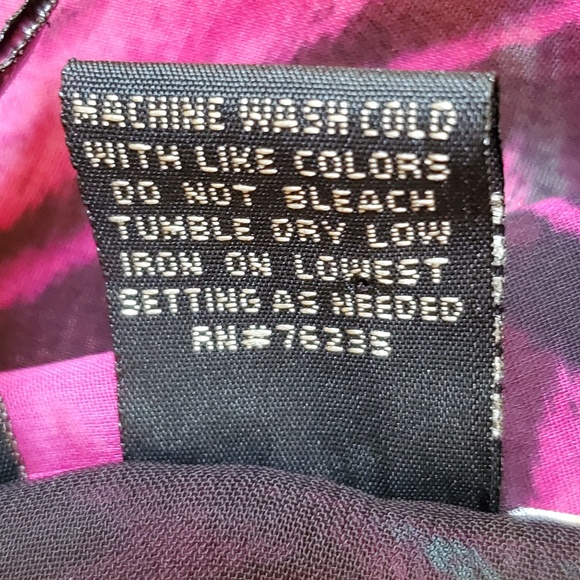 MACHINE WASH COLD
WITH LIKE COLORS
DO NOT BLEACH
TUMBLE DRY LOW
IRON ON LOWEST
SETTING AS NEEDED
RN#76235